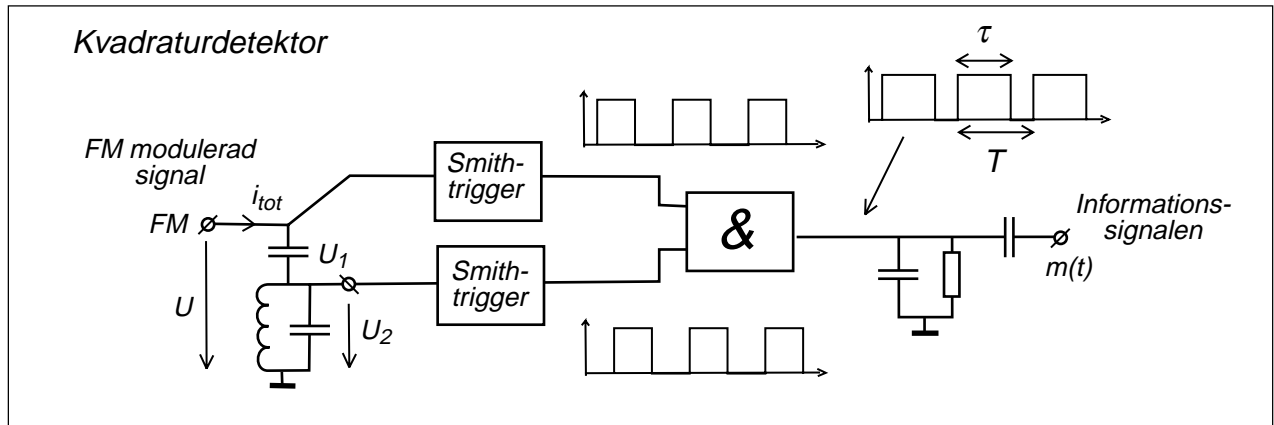 Kvadraturdetektor
τ
T
FM modulerad
signal
i_tot
FM
U
U_1
U_2
Smith-
trigger
Smith-
trigger
&
Informations-
signalen
m(t)